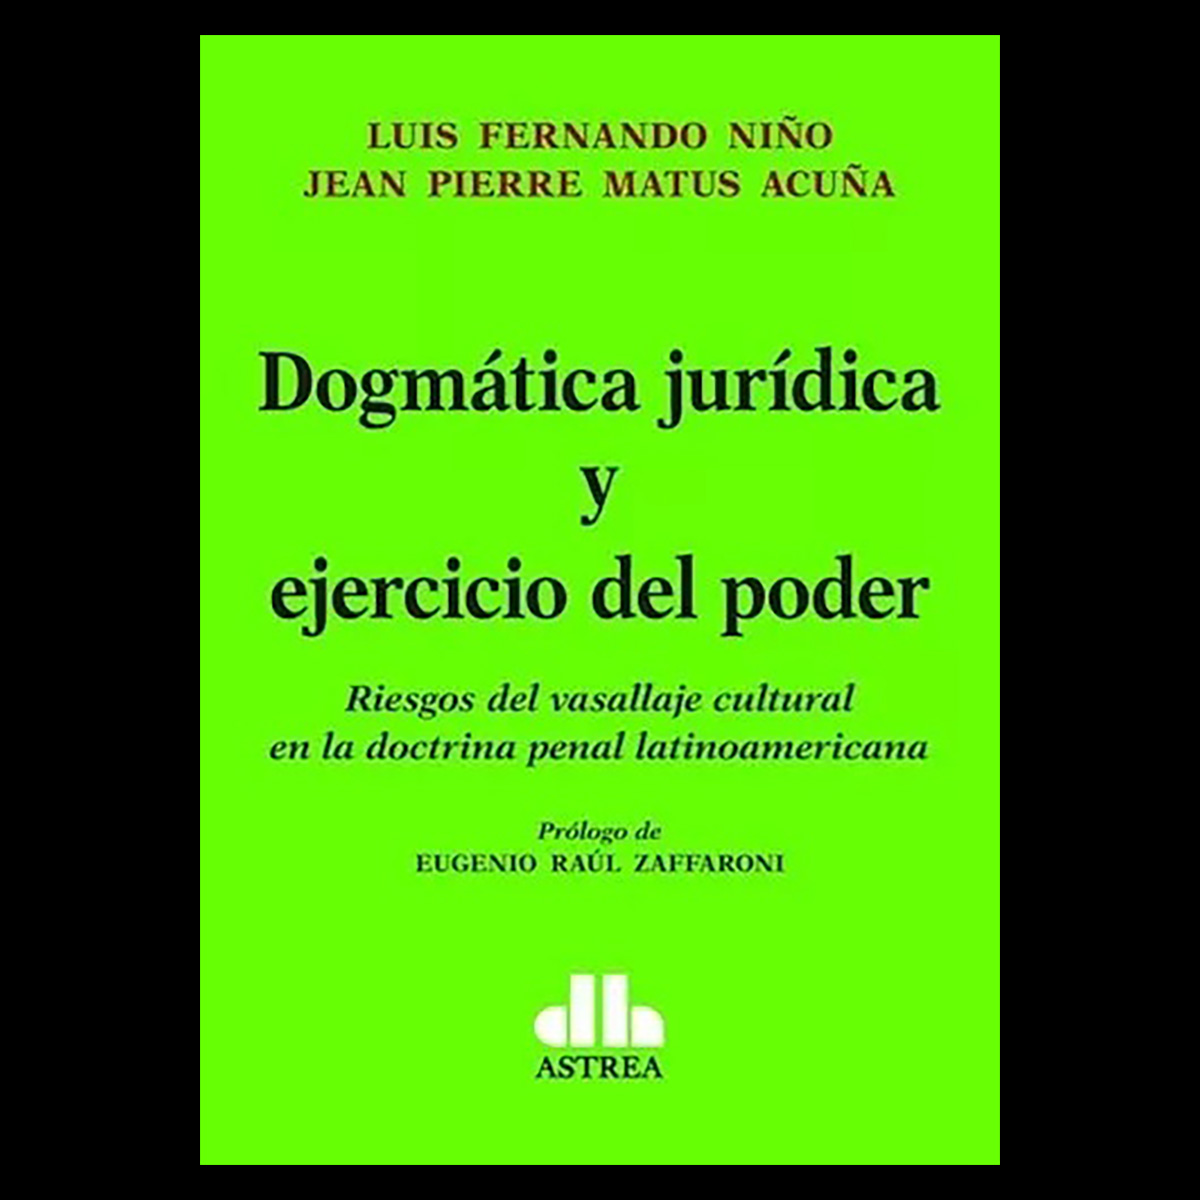 LUIS FERNANDO NIÑO
JEAN PIERRE MATUS ACUÑA
Dogmática jurídica
y
ejercicio del poder
Riesgos del vasallaje cultural
en la doctrina penal latinoamericana
Prólogo de
EUGENIO RAÚL ZAFFARONI
ASTREA